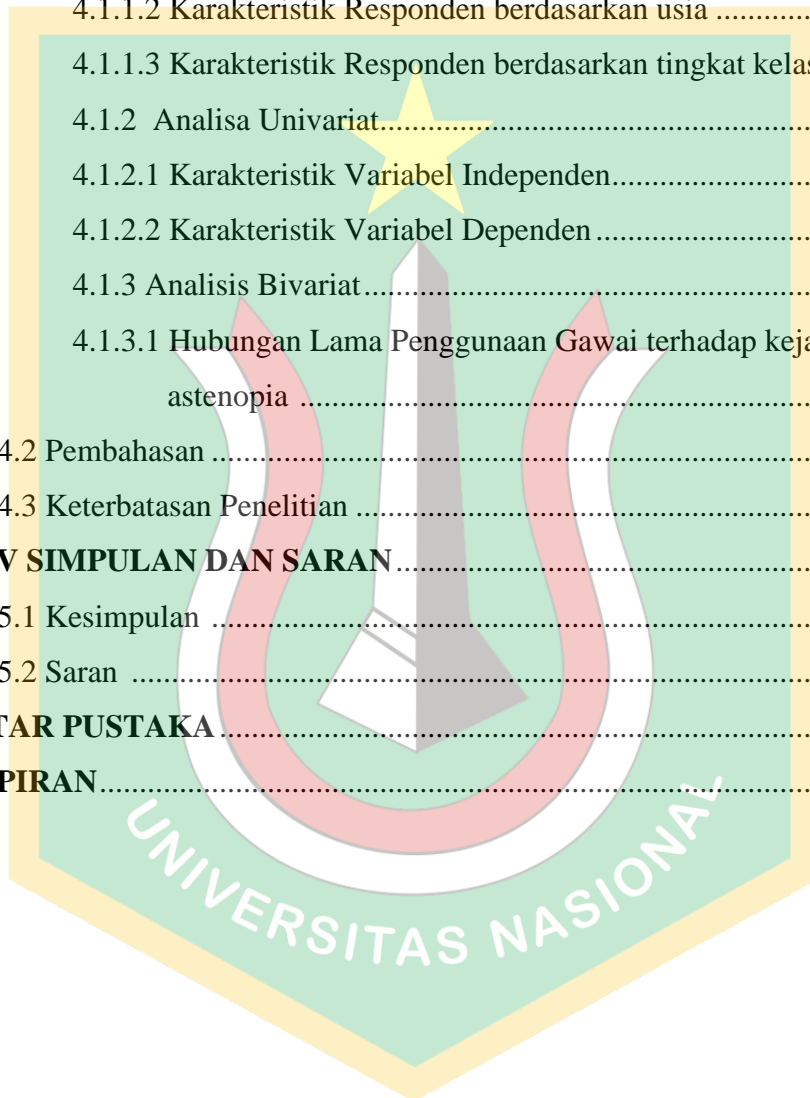 4.1.1.2 Karakteristik Responden berdasarkan usia ............
4.1.1.3 Karakteristik Responden berdasarkan tingkat kelas
4.1.2 Analisa Univariat......................................................
4.1.2.1 Karakteristik Variabel Independen.........................
4.1.2.2 Karakteristik Variabel Dependen...........................
4.1.3 Analisis Bivariat........................................................
4.1.3.1 Hubungan Lama Penggunaan Gawai terhadap
astenopia ................................................................
4.2 Pembahasan ..........................................................................
4.3 Keterbatasan Penelitian ........................................................
V SIMPULAN DAN SARAN....................................................
5.1 Kesimpulan ..........................................................................
5.2 Saran ....................................................................................
TAR PUSTAKA..........................................................................
PIRAN.........................................................................................
UNIVERSITAS NASIONAL